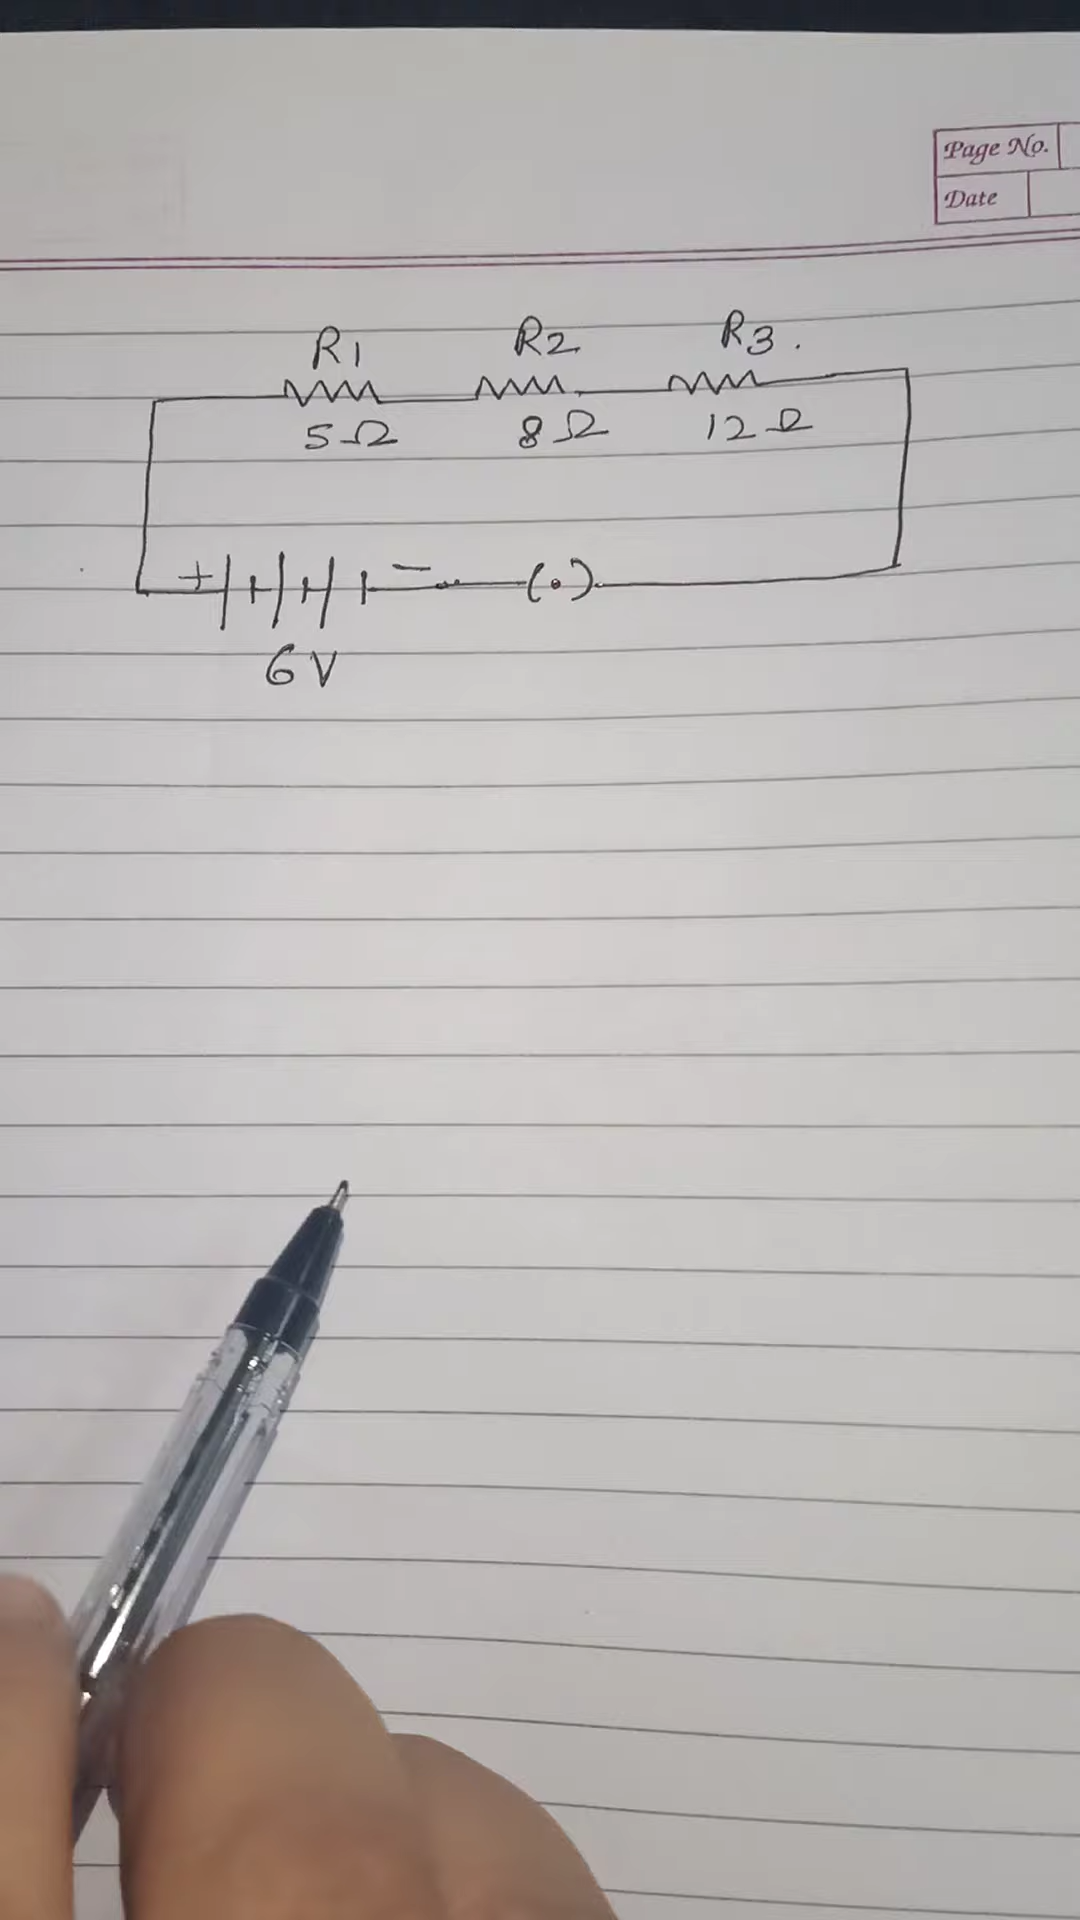 Page No.
Date
R1 R2 R3.
5Ω 8Ω 12Ω
+ − (.)
6V